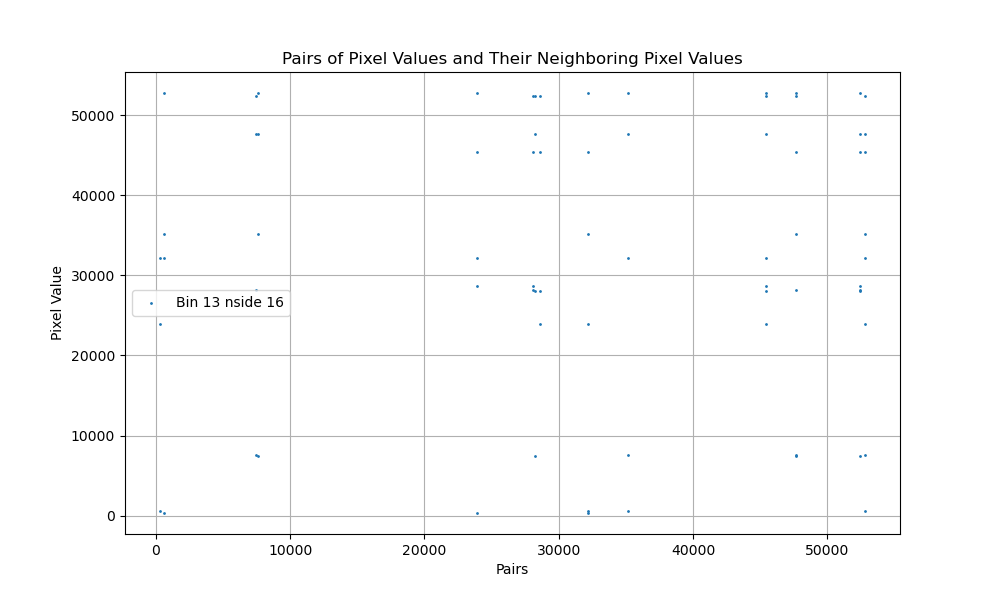 Pairs of Pixel Values and Their Neighboring Pixel Values
50000
40000
30000
20000
10000
0
Pixel Value
Bin 13 nside 16
0 10000 20000 30000 40000 50000
Pairs